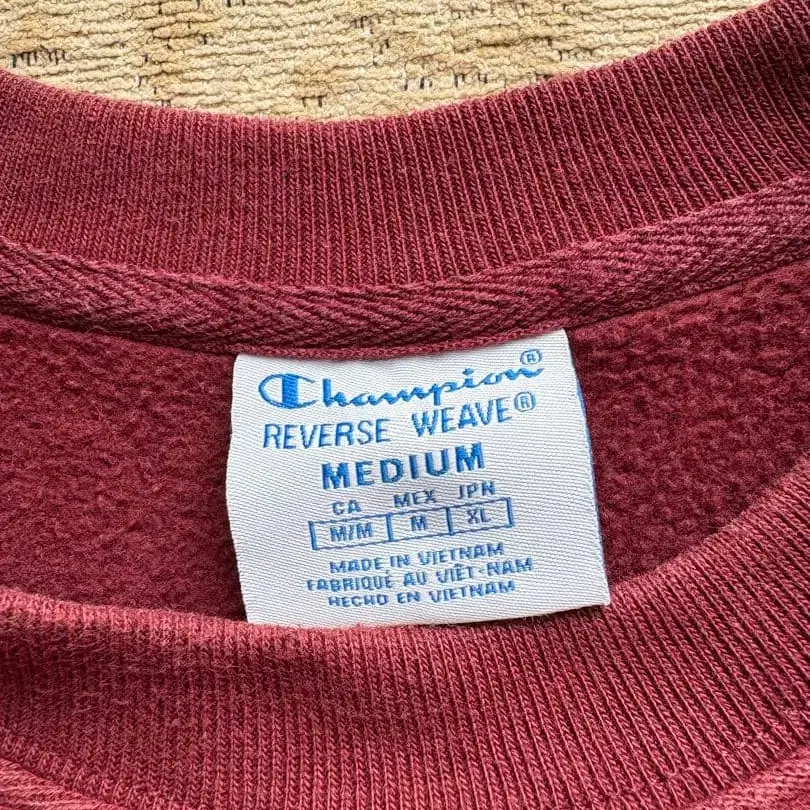 Champion®
REVERSE WEAVE®
MEDIUM
CA MEX JPN
M/M M XL
MADE IN VIETNAM
FABRIQUÉ AU VIÊT-NAM
HECHO EN VIETNAM